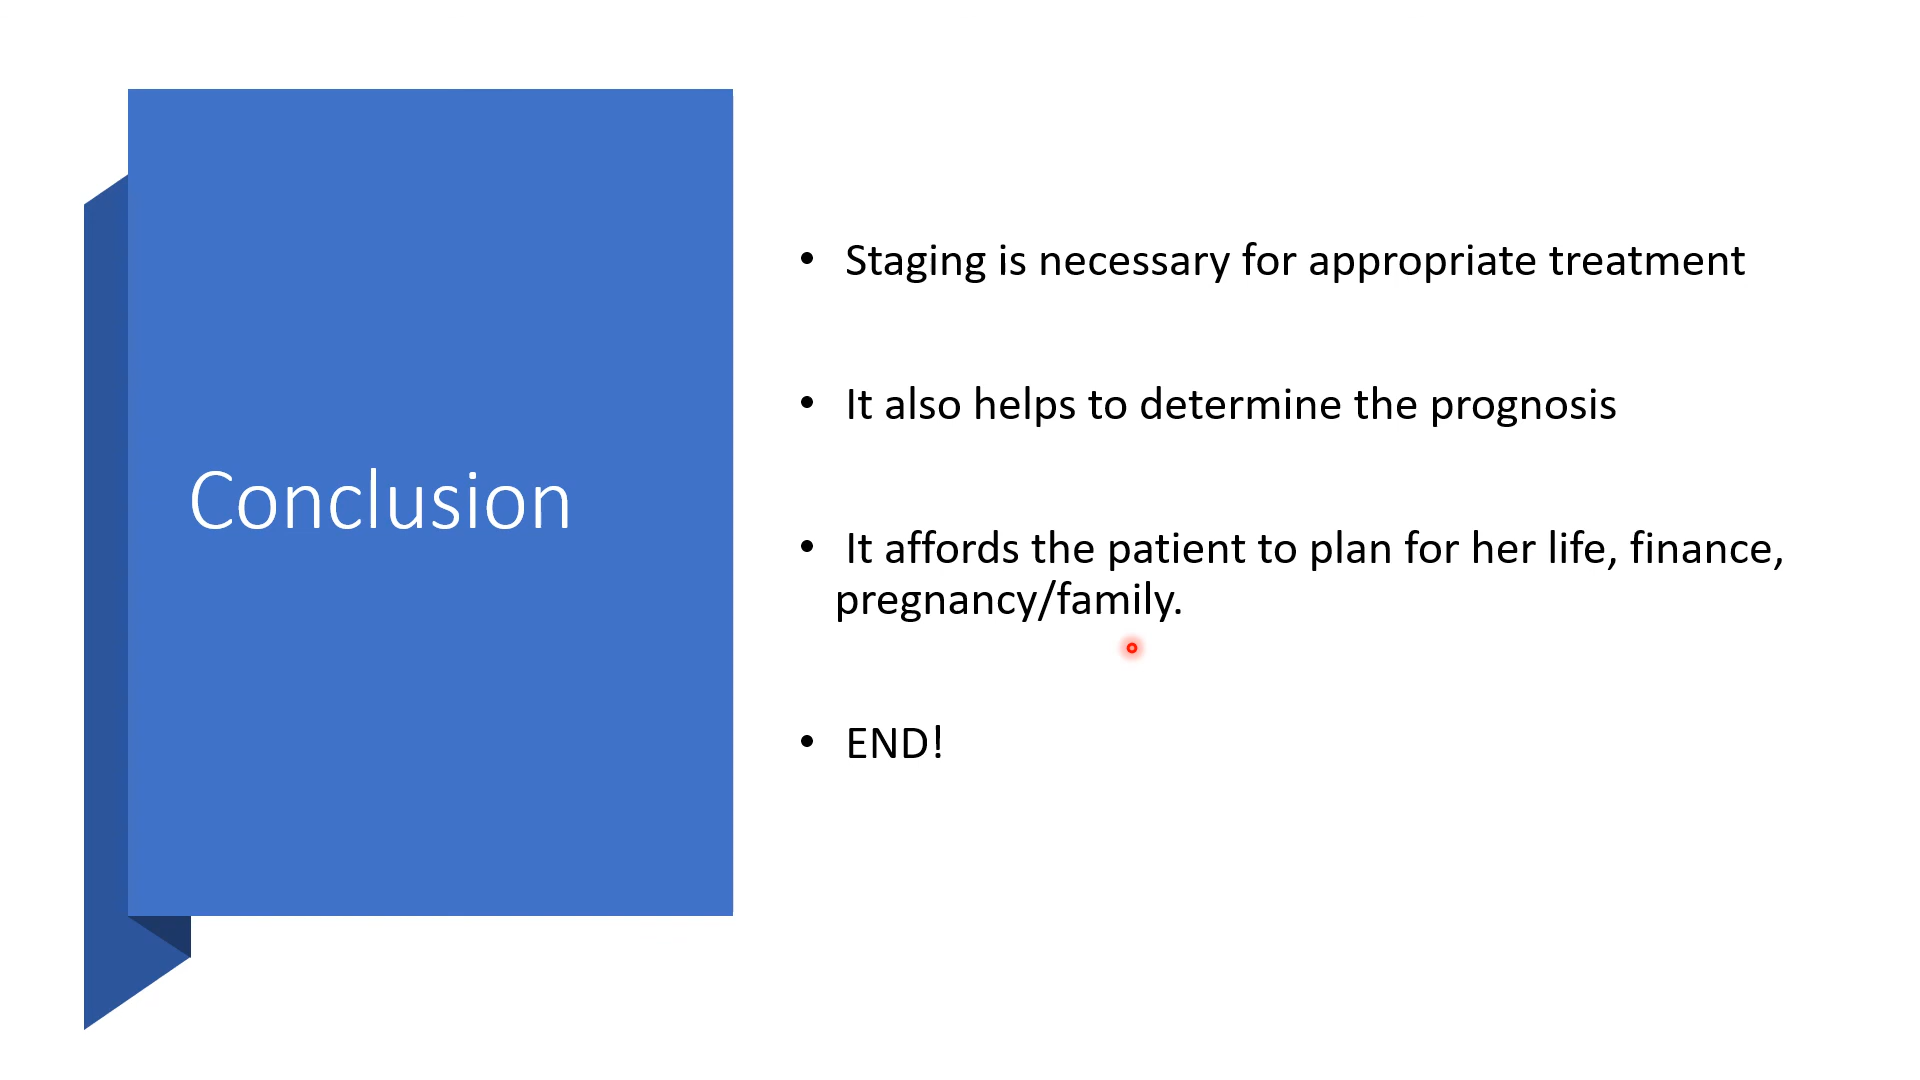 Conclusion
• Staging is necessary for appropriate treatment
• It also helps to determine the prognosis
• It affords the patient to plan for her life, finance,
pregnancy/family.
• END!